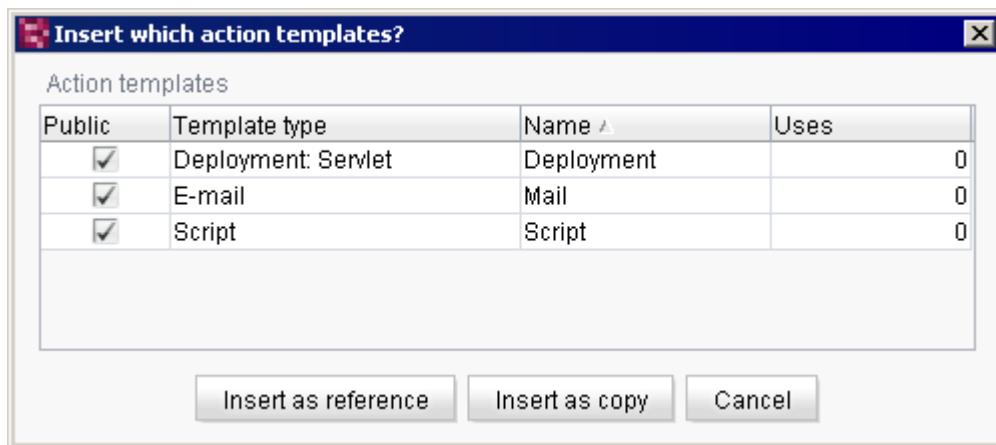 Insert which action templates?
Action templates
Public Template type Name Uses
Deployment: Servlet Deployment 0
E-mail Mail 0
Script Script 0
Insert as reference Insert as copy Cancel